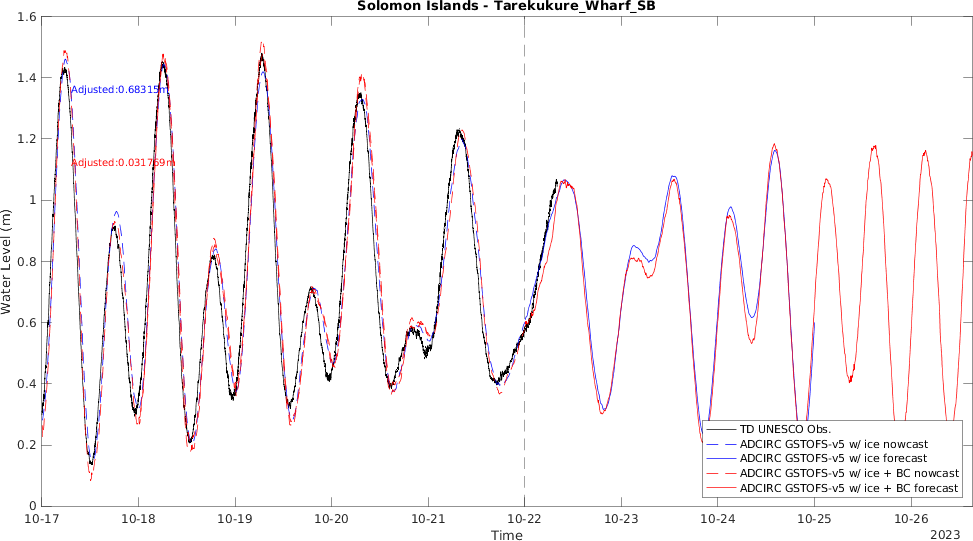 Solomon Islands - Tarekukure_Wharf_SB
1.6
1.4
1.2
1
0.8
0.6
0.4
0.2
0
Water Level (m)
Adjusted:0.68315m
Adjusted:0.031769m
TD UNESCO Obs.
ADCIRC GSTOFS-v5 w/ ice nowcast
ADCIRC GSTOFS-v5 w/ ice forecast
ADCIRC GSTOFS-v5 w/ ice + BC nowcast
ADCIRC GSTOFS-v5 w/ ice + BC forecast
10-17 10-18 10-19 10-20 10-21 10-22 10-23 10-24 10-25 10-26
Time
2023